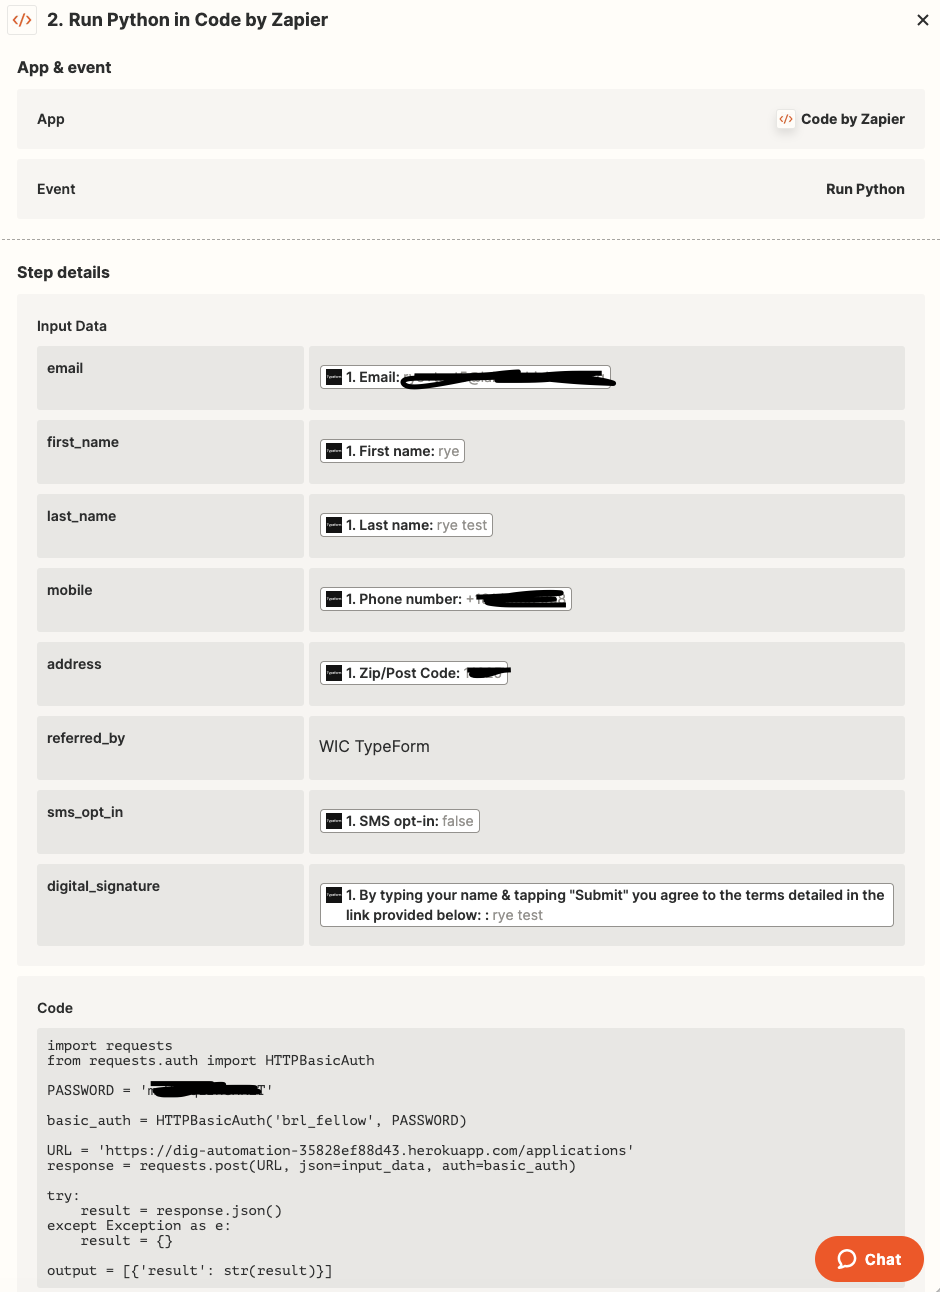 2. Run Python in Code by Zapier
App & event
App
Code by Zapier
Event
Run Python
Step details
Input Data
email
1. Email:
first_name
1. First name: rye
last_name
1. Last name: rye test
mobile
1. Phone number:
address
1. Zip/Post Code:
referred_by
WIC TypeForm
sms_opt_in
1. SMS opt-in: false
digital_signature
1. By typing your name & tapping "Submit" you agree to the terms detailed in the
link provided below: : rye test
Code
import requests
from requests.auth import HTTPBasicAuth
PASSWORD = '
basic_auth = HTTPBasicAuth('brl_fellow', PASSWORD)
URL = 'https://dig-automation-35828ef88d43.herokuapp.com/applications'
response = requests.post(URL, json=input_data, auth=basic_auth)
try:
    result = response.json()
except Exception as e:
    result = {}
output = [{'result': str(result)}]
Chat